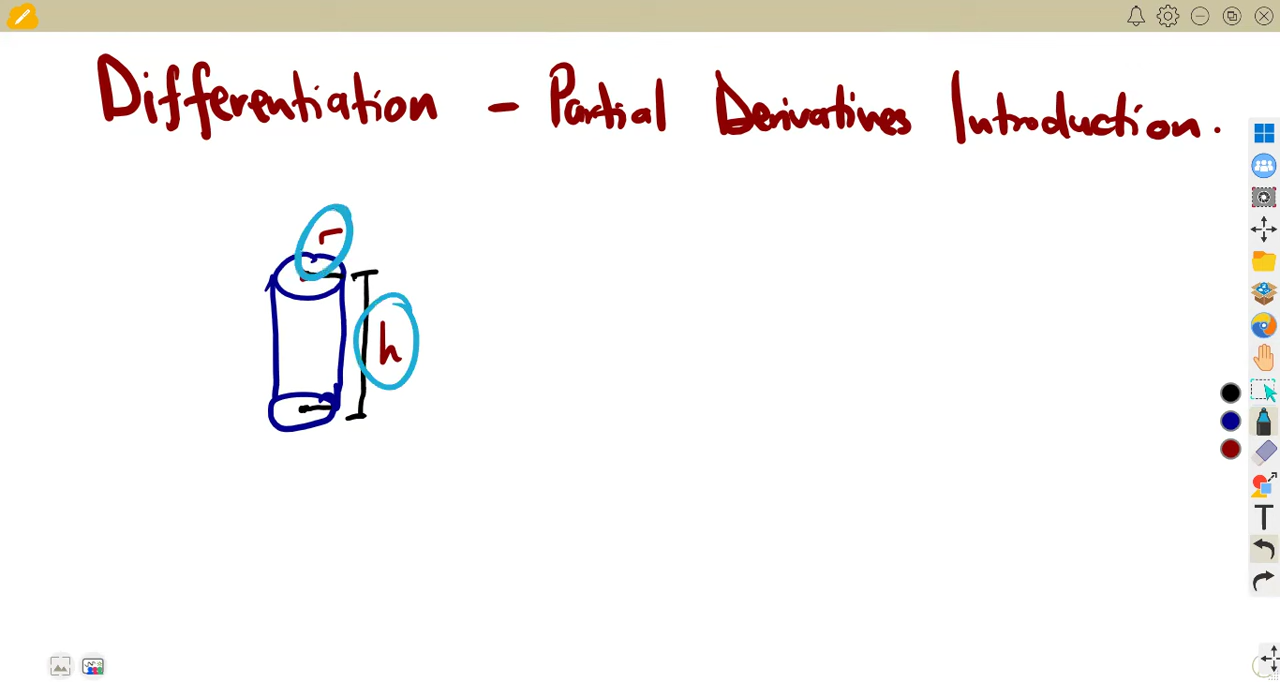 Differentiation - Partial Derivatives Introduction.
r
h